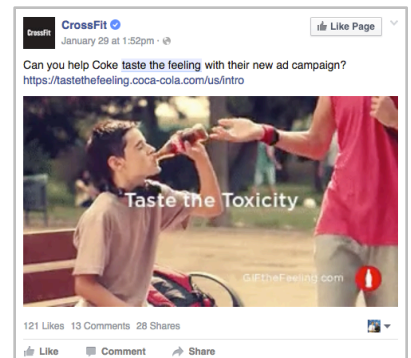 CrossFit
CrossFit
Like Page
January 29 at 1:52pm ·
Can you help Coke taste the feeling with their new ad campaign?
https://tastethefeeling.coca-cola.com/us/intro
Taste the Toxicity
GIFtheFeeling.com
121 Likes 13 Comments 28 Shares
Like Comment Share